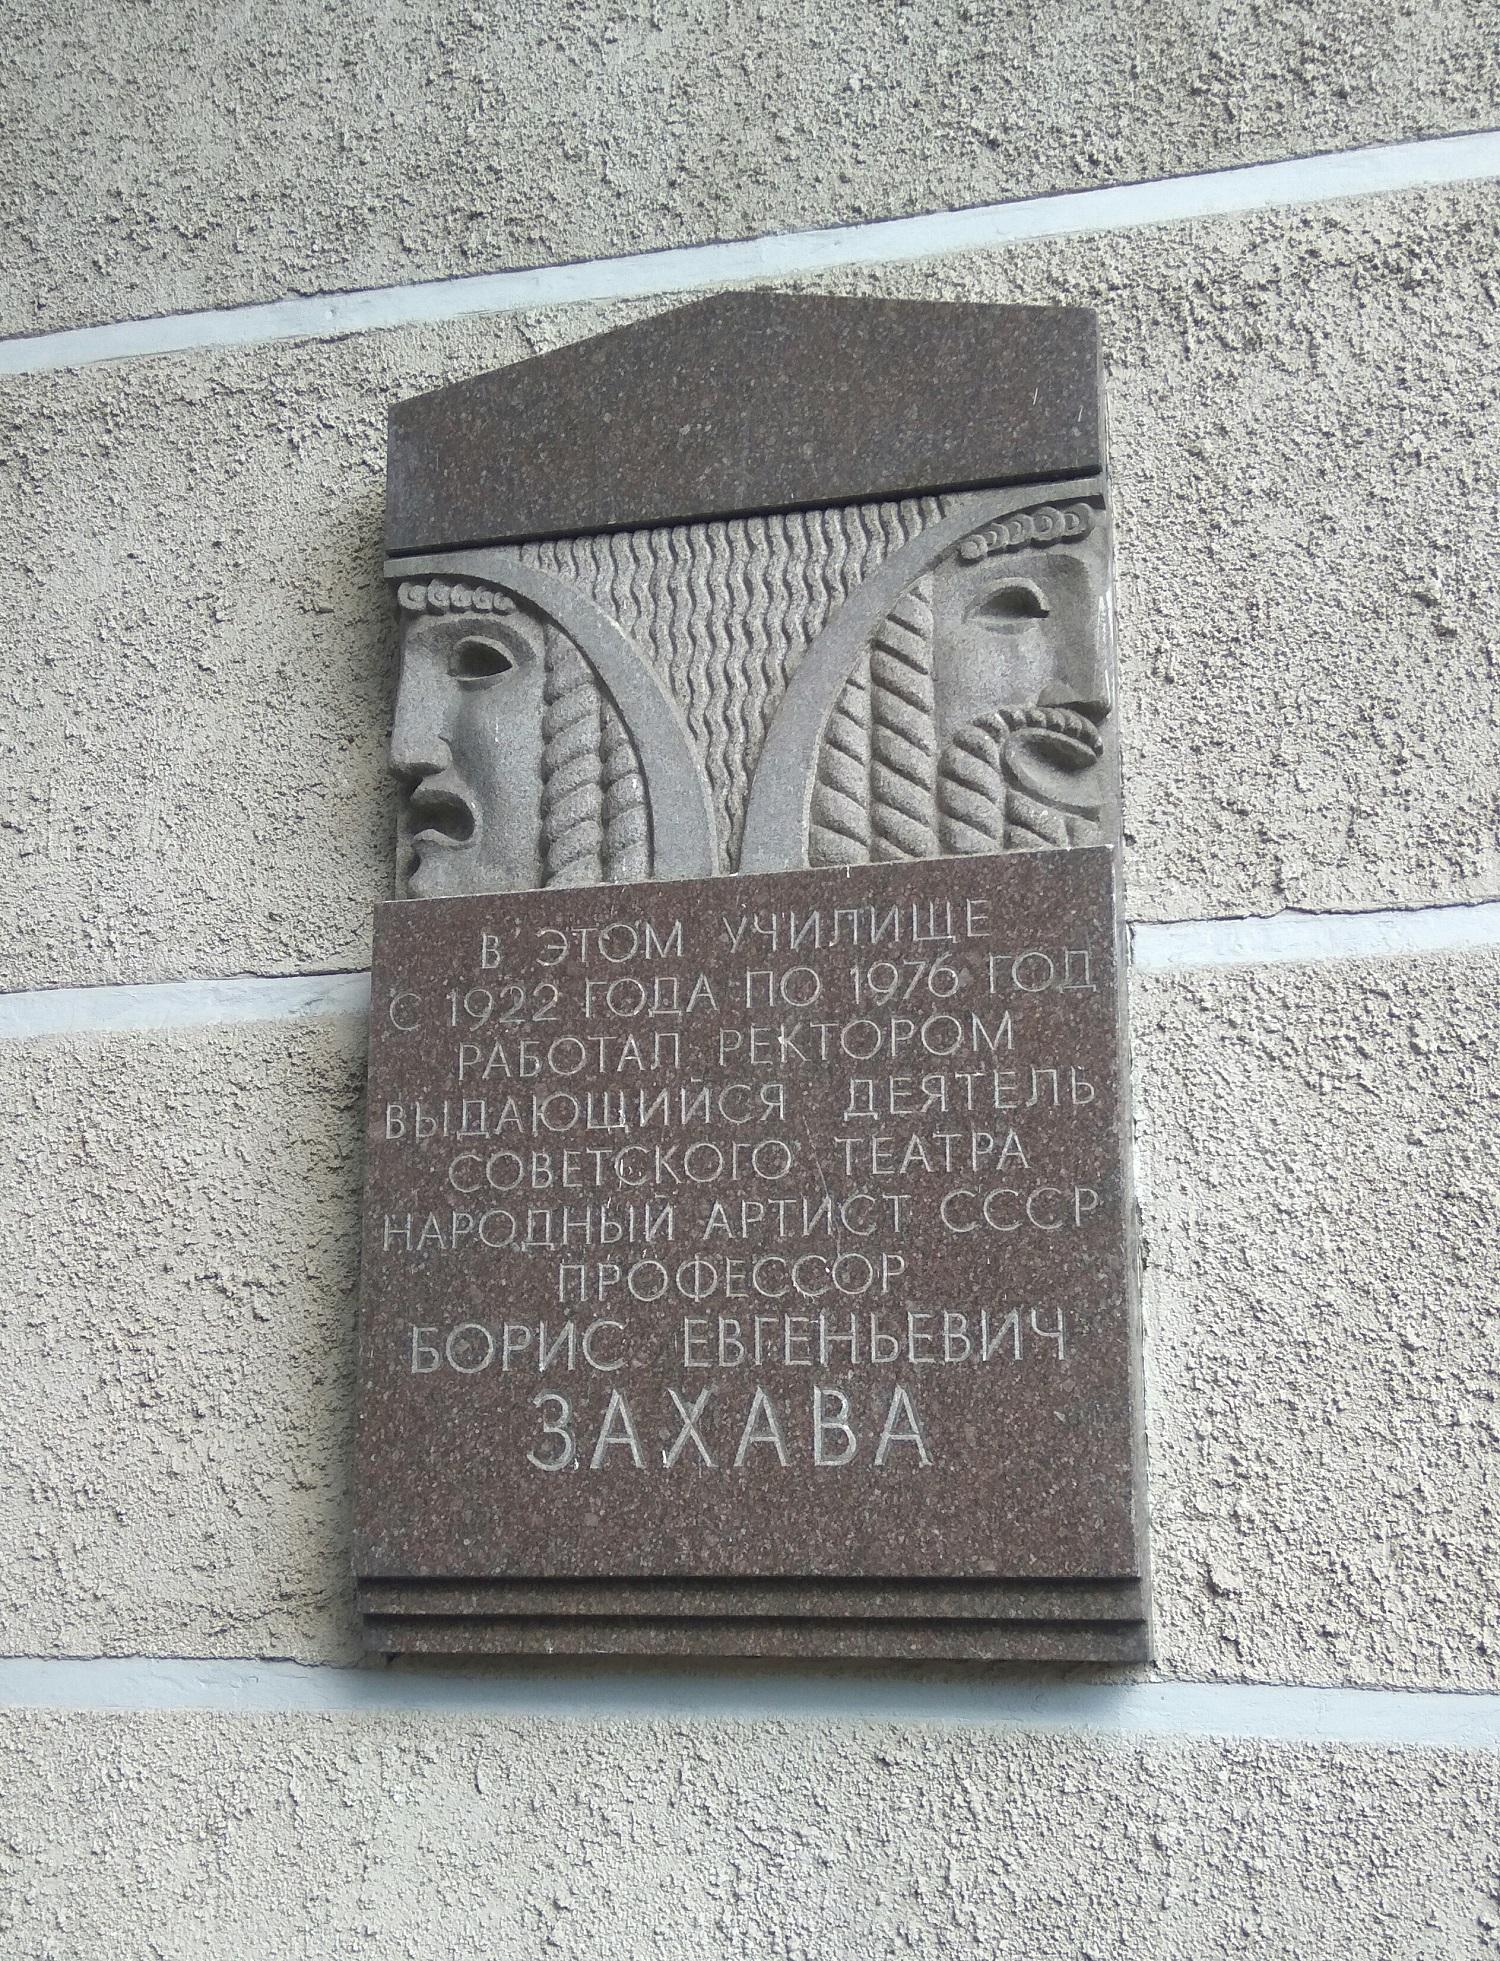 В ЭТОМ УЧИЛИЩЕ
С 1922 ГОДА ПО 1976 ГОД
РАБОТАЛ РЕКТОРОМ
ВЫДАЮЩИЙСЯ ДЕЯТЕЛЬ
СОВЕТСКОГО ТЕАТРА
НАРОДНЫЙ АРТИСТ СССР
ПРОФЕССОР
БОРИС ЕВГЕНЬЕВИЧ
ЗАХАВА